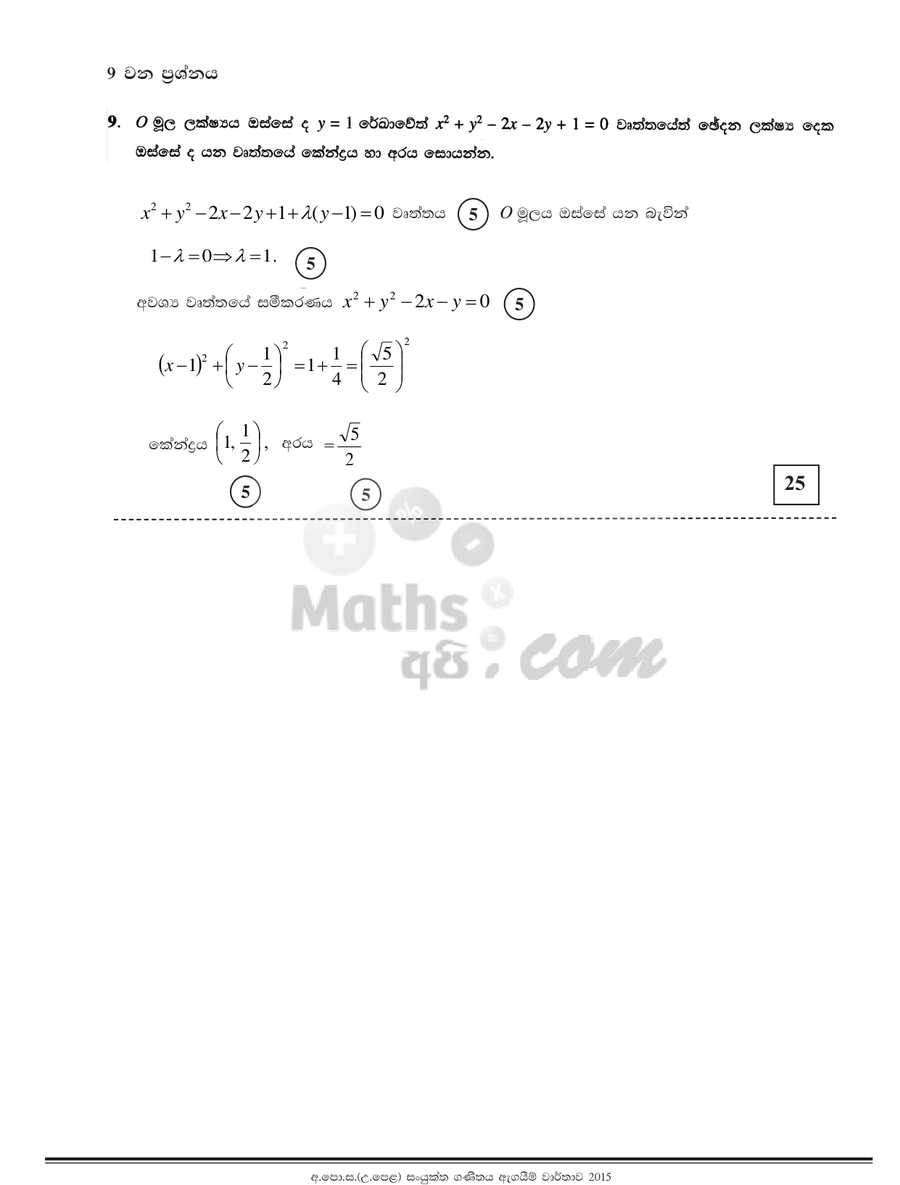 9 වන ප්‍රශ්නය
9. O මූල ලක්ෂ්‍යය ඔස්සේ ද y = 1 රේඛාවේත් x² + y² – 2x – 2y + 1 = 0 වෘත්තයේත් ඡේදන ලක්ෂ්‍ය දෙක
ඔස්සේ ද යන වෘත්තයේ කේන්ද්‍රය හා අරය සොයන්න.
x² + y² – 2x – 2y + 1 + λ(y – 1) = 0 වෘත්තය (5) O මූලය ඔස්සේ යන බැවින්
1 – λ = 0 ⇒ λ = 1. (5)
අවශ්‍ය වෘත්තයේ සමීකරණය x² + y² – 2x – y = 0 (5)
(x – 1)² + (y – 1/2)² = 1 + 1/4 = (√5/2)²
කේන්ද්‍රය (1, 1/2), අරය = √5/2
5 5 25
Maths
අපි.com
අ.පො.ස.(උ.පෙළ) සංයුක්ත ගණිතය ඇගයීම් වාර්තාව 2015